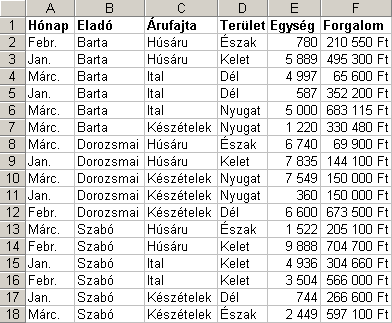 A B C D E F
1 Hónap Eladó Árufajta Terület Egység Forgalom
2 Febr. Barta Húsáru Észak 780 210 550 Ft
3 Jan. Barta Húsáru Kelet 5 889 495 300 Ft
4 Márc. Barta Ital Dél 4 997 65 600 Ft
5 Jan. Barta Ital Dél 587 352 200 Ft
6 Márc. Barta Ital Nyugat 5 000 683 115 Ft
7 Márc. Barta Készételek Nyugat 1 220 330 480 Ft
8 Márc. Dorozsmai Húsáru Észak 6 740 69 900 Ft
9 Jan. Dorozsmai Húsáru Kelet 7 835 144 100 Ft
10 Márc. Dorozsmai Készételek Nyugat 7 549 150 000 Ft
11 Jan. Dorozsmai Készételek Nyugat 360 150 000 Ft
12 Febr. Dorozsmai Készételek Dél 6 600 673 500 Ft
13 Márc. Szabó Húsáru Észak 1 522 205 100 Ft
14 Febr. Szabó Húsáru Kelet 9 888 704 700 Ft
15 Jan. Szabó Ital Kelet 4 936 304 660 Ft
16 Febr. Szabó Ital Kelet 3 504 566 000 Ft
17 Jan. Szabó Készételek Dél 744 266 600 Ft
18 Márc. Szabó Készételek Észak 2 449 597 100 Ft